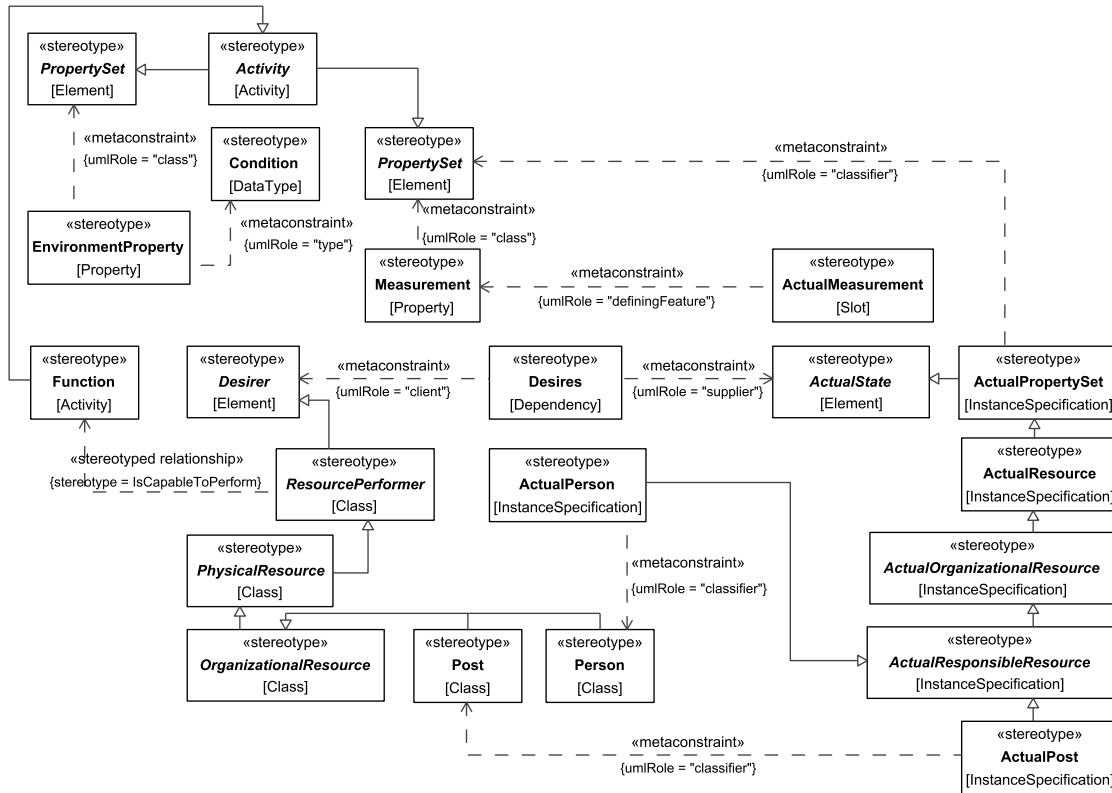 «stereotype»
PropertySet
[Element]
«stereotype»
Activity
[Activity]
«metaconstraint»
{umlRole = "class"}
«stereotype»
Condition
[DataType]
«stereotype»
PropertySet
[Element]
«metaconstraint»
{umlRole = "classifier"}
«stereotype»
EnvironmentProperty
[Property]
«metaconstraint»
{umlRole = "type"}
«metaconstraint»
{umlRole = "class"}
«stereotype»
Measurement
[Property]
«metaconstraint»
{umlRole = "definingFeature"}
«stereotype»
ActualMeasurement
[Slot]
«stereotype»
Function
[Activity]
«stereotype»
Desirer
[Element]
«metaconstraint»
{umlRole = "client"}
«stereotype»
Desires
[Dependency]
«metaconstraint»
{umlRole = "supplier"}
«stereotype»
ActualState
[Element]
«stereotype»
ActualPropertySet
[InstanceSpecification]
«stereotyped relationship»
{stereotype = IsCapableToPerform}
«stereotype»
ResourcePerformer
[Class]
«stereotype»
ActualPerson
[InstanceSpecification]
«stereotype»
ActualResource
[InstanceSpecification]
«stereotype»
PhysicalResource
[Class]
«metaconstraint»
{umlRole = "classifier"}
«stereotype»
ActualOrganizationalResource
[InstanceSpecification]
«stereotype»
OrganizationalResource
[Class]
«stereotype»
Post
[Class]
«stereotype»
Person
[Class]
«stereotype»
ActualResponsibleResource
[InstanceSpecification]
«metaconstraint»
{umlRole = "classifier"}
«stereotype»
ActualPost
[InstanceSpecification]